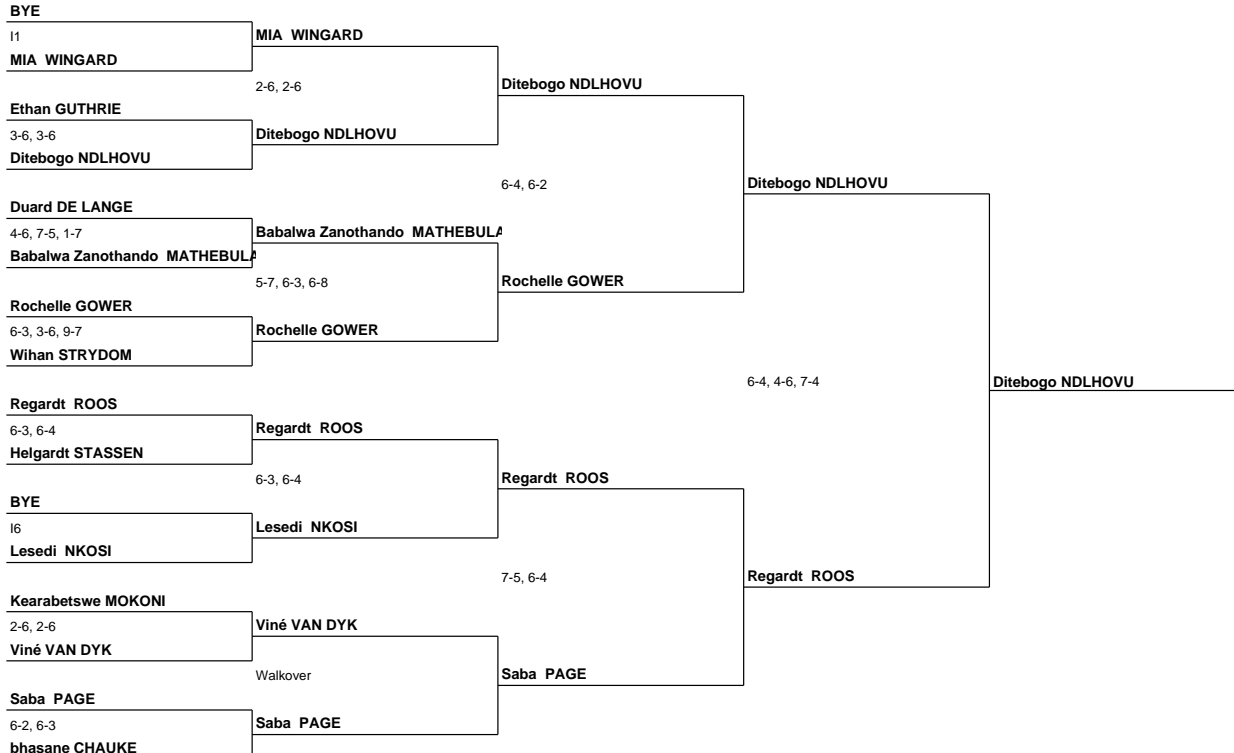 BYE
I1
MIA WINGARD
Ethan GUTHRIE
3-6, 3-6
Ditebogo NDLHOVU
Duard DE LANGE
4-6, 7-5, 1-7
Babalwa Zanothando MATHEBULA
Rochelle GOWER
6-3, 3-6, 9-7
Wihan STRYDOM
Regardt ROOS
6-3, 6-4
Helgardt STASSEN
BYE
I6
Lesedi NKOSI
Kearabetswe MOKONI
2-6, 2-6
Viné VAN DYK
Saba PAGE
6-2, 6-3
bhasane CHAUKE
MIA WINGARD
2-6, 2-6
Ditebogo NDLHOVU
Babalwa Zanothando MATHEBULA
5-7, 6-3, 6-8
Rochelle GOWER
Regardt ROOS
6-3, 6-4
Lesedi NKOSI
Viné VAN DYK
Walkover
Saba PAGE
Ditebogo NDLHOVU
6-4, 6-2
Rochelle GOWER
Regardt ROOS
7-5, 6-4
Saba PAGE
Ditebogo NDLHOVU
6-4, 4-6, 7-4
Regardt ROOS
Ditebogo NDLHOVU